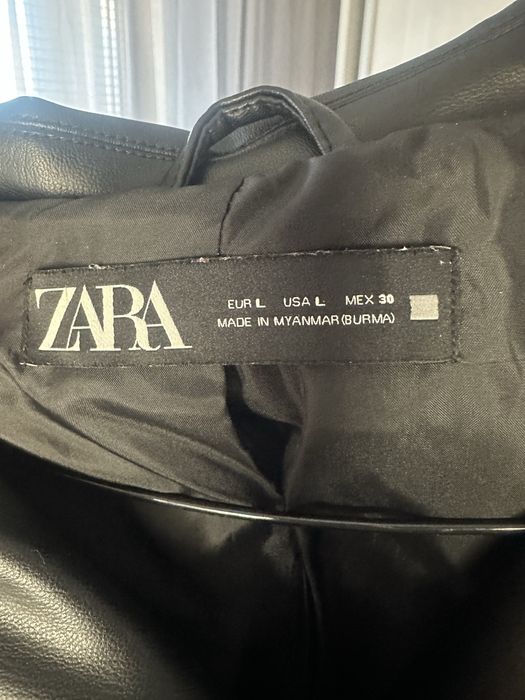 ZARA
EUR L USA L MEX 30
MADE IN MYANMAR(BURMA)